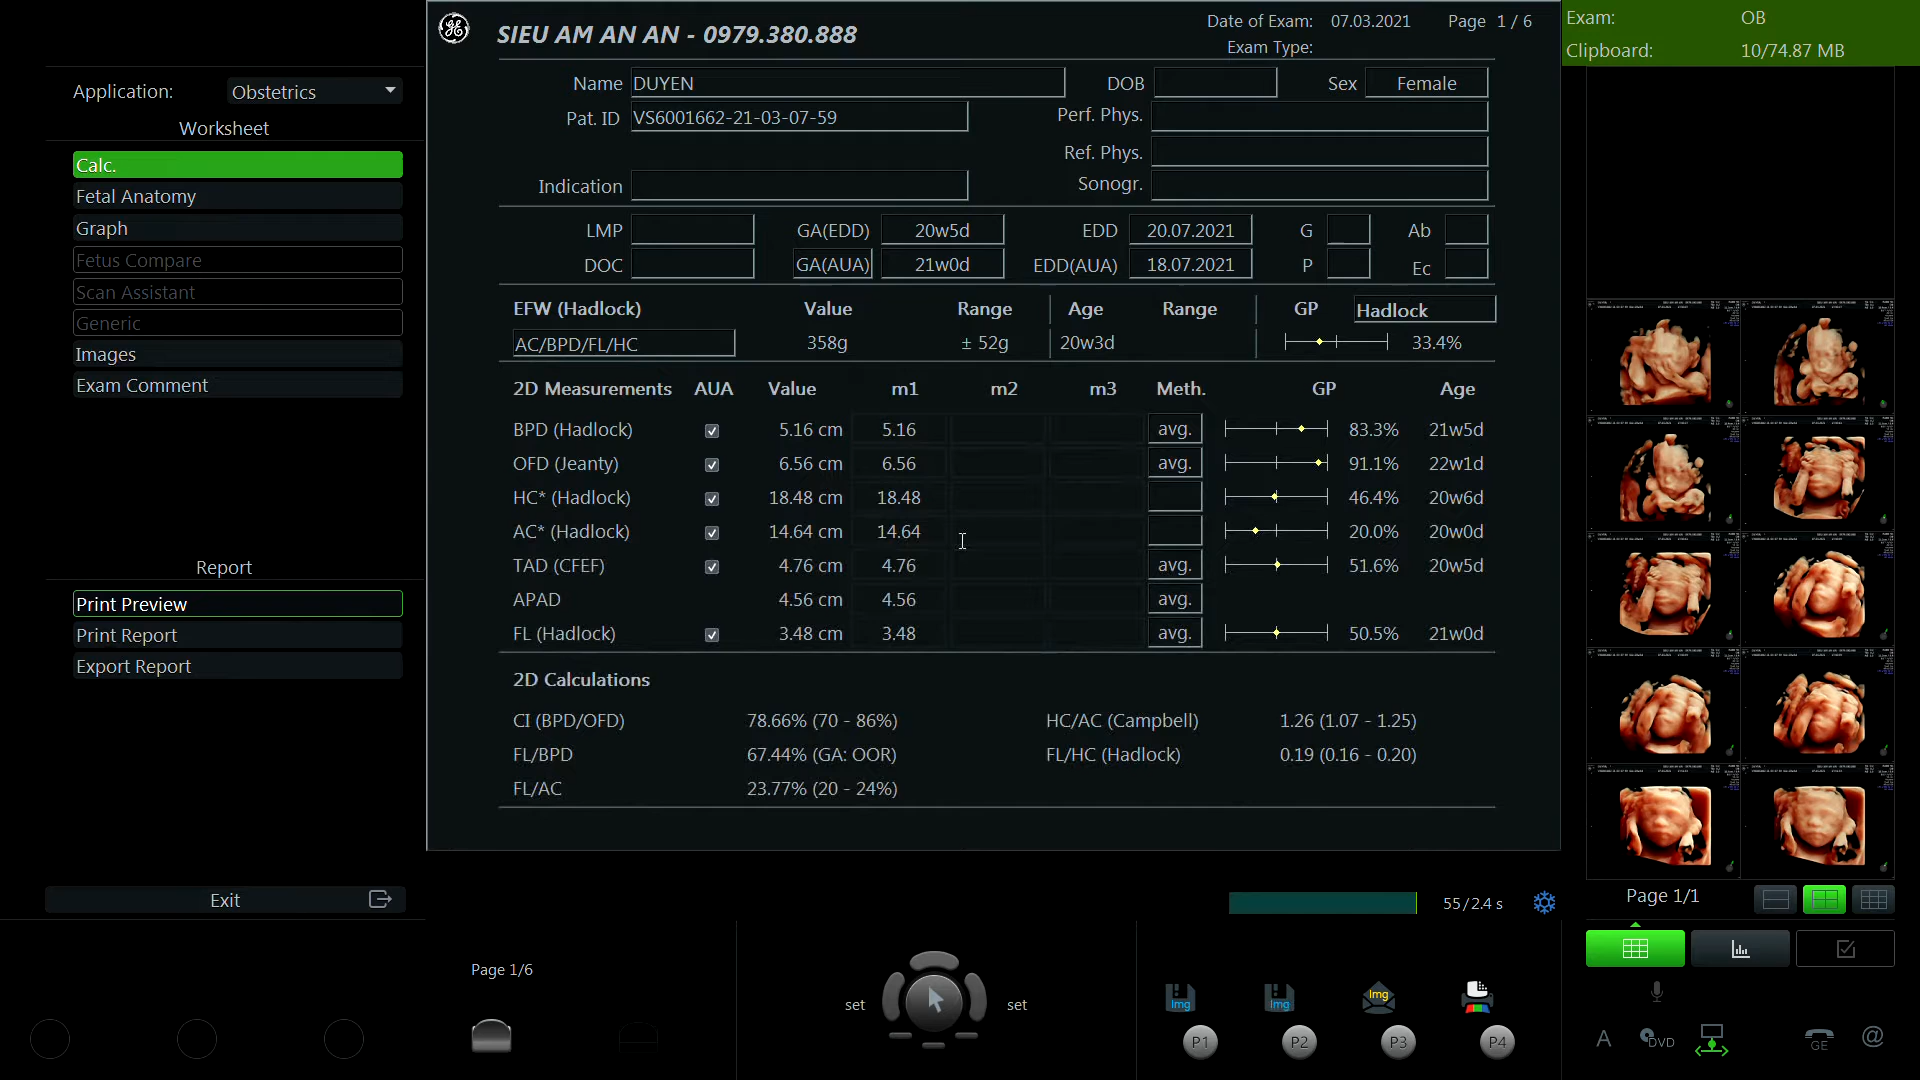 SIEU AM AN AN - 0979.380.888
Date of Exam: 07.03.2021 Page 1 / 6
Exam Type:
Exam: OB
Clipboard: 10/74.87 MB
Application: Obstetrics
Worksheet
Calc.
Fetal Anatomy
Graph
Fetus Compare
Scan Assistant
Generic
Images
Exam Comment
Report
Print Preview
Print Report
Export Report
Exit
Name DUYEN DOB Sex Female
Pat. ID VS6001662-21-03-07-59 Perf. Phys.
Ref. Phys.
Indication Sonogr.
LMP GA(EDD) 20w5d EDD 20.07.2021 G Ab
DOC GA(AUA) 21w0d EDD(AUA) 18.07.2021 P Ec
EFW (Hadlock) Value Range Age Range GP Hadlock
AC/BPD/FL/HC 358g ± 52g 20w3d 33.4%
2D Measurements AUA Value m1 m2 m3 Meth. GP Age
BPD (Hadlock) 5.16 cm 5.16 avg. 83.3% 21w5d
OFD (Jeanty) 6.56 cm 6.56 avg. 91.1% 22w1d
HC* (Hadlock) 18.48 cm 18.48 46.4% 20w6d
AC* (Hadlock) 14.64 cm 14.64 20.0% 20w0d
TAD (CFEF) 4.76 cm 4.76 avg. 51.6% 20w5d
APAD 4.56 cm 4.56 avg.
FL (Hadlock) 3.48 cm 3.48 avg. 50.5% 21w0d
2D Calculations
CI (BPD/OFD) 78.66% (70 - 86%) HC/AC (Campbell) 1.26 (1.07 - 1.25)
FL/BPD 67.44% (GA: OOR) FL/HC (Hadlock) 0.19 (0.16 - 0.20)
FL/AC 23.77% (20 - 24%)
55/2.4 s
Page 1/1
Page 1/6
set set
Img Img Img
P1 P2 P3 P4
A DVD GE @